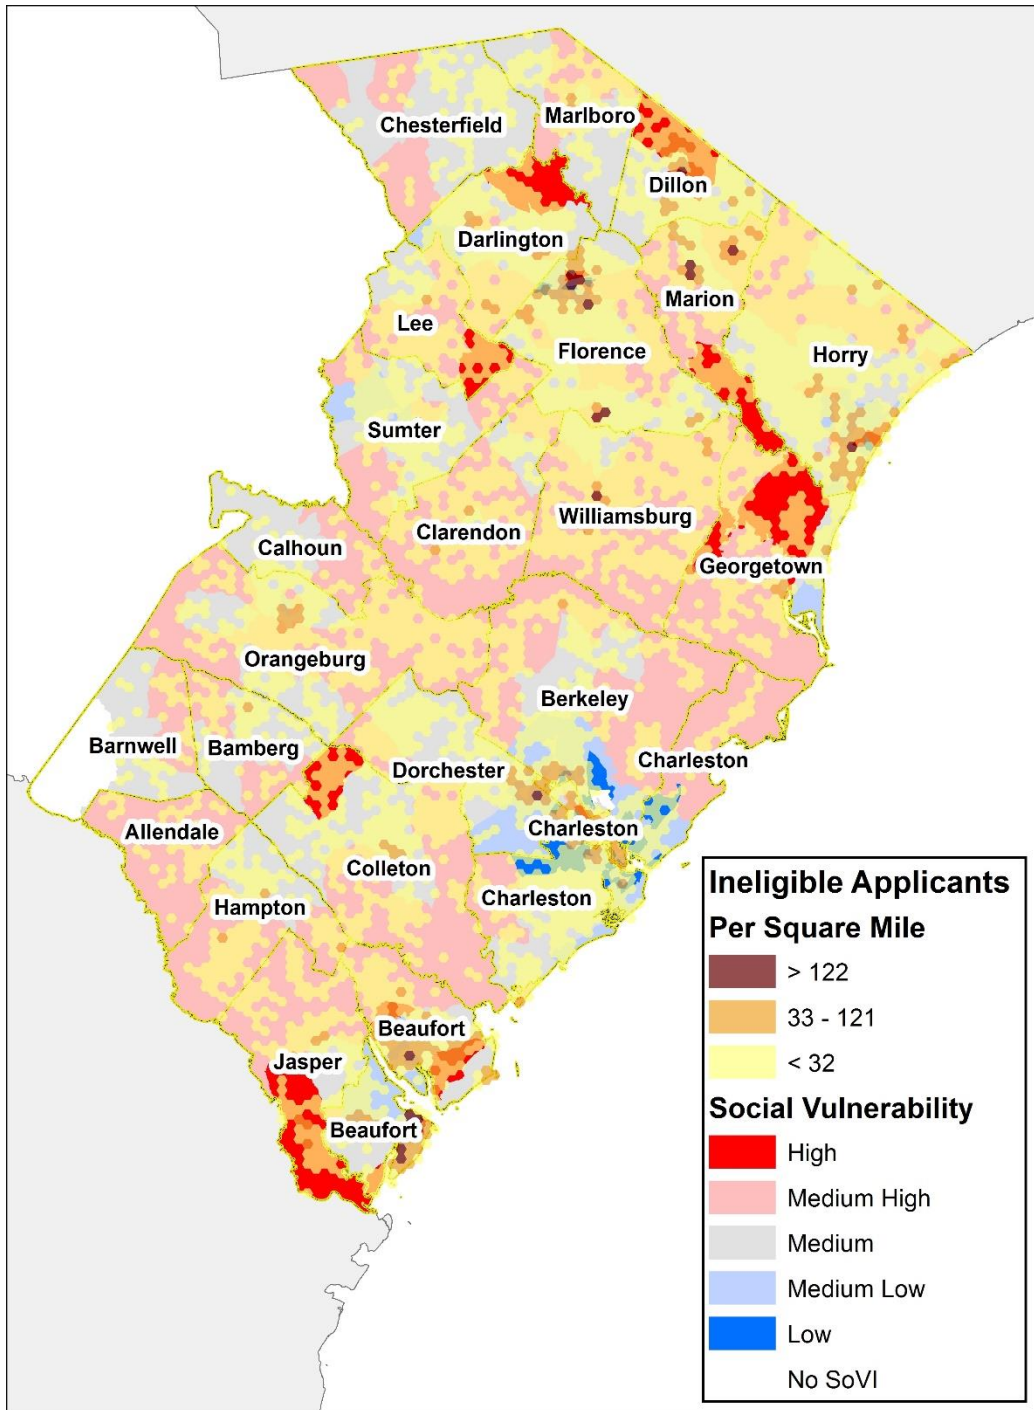 Chesterfield
Marlboro
Dillon
Darlington
Marion
Lee
Florence
Horry
Sumter
Williamsburg
Clarendon
Calhoun
Georgetown
Orangeburg
Berkeley
Barnwell
Bamberg
Dorchester
Charleston
Allendale
Charleston
Colleton
Charleston
Hampton
Beaufort
Jasper
Beaufort
Ineligible Applicants
Per Square Mile
> 122
33 - 121
< 32
Social Vulnerability
High
Medium High
Medium
Medium Low
Low
No SoVI